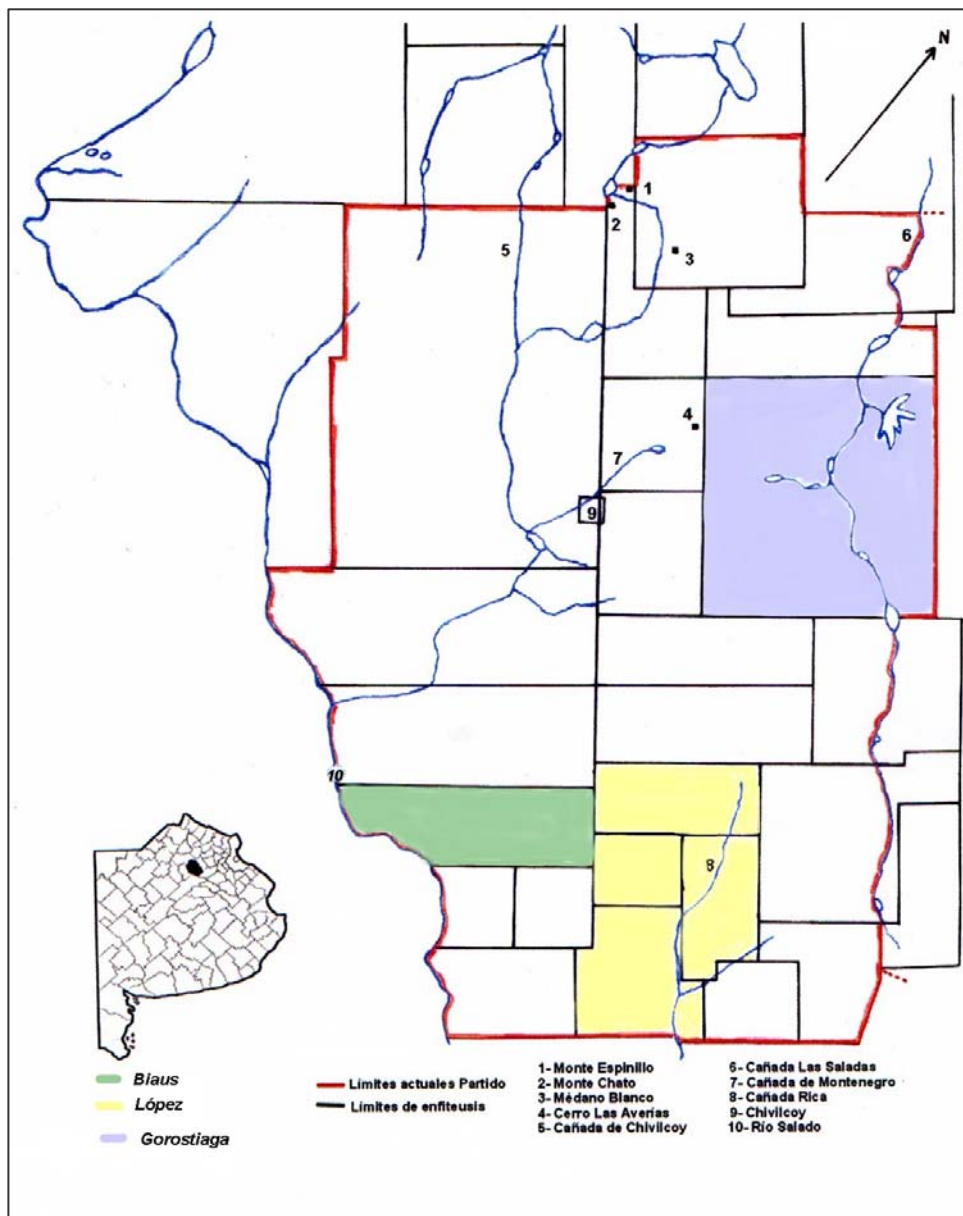 N
1
2
3
5
6
4
7
9
10
8
Biaus
López
Gorostiaga
Límites actuales Partido
Límites de enfiteusis
1- Monte Espinillo
2- Monte Chato
3- Médano Blanco
4- Cerro Las Averías
5- Cañada de Chivilcoy
6- Cañada Las Saladas
7- Cañada de Montenegro
8- Cañada Rica
9- Chivilcoy
10- Río Salado